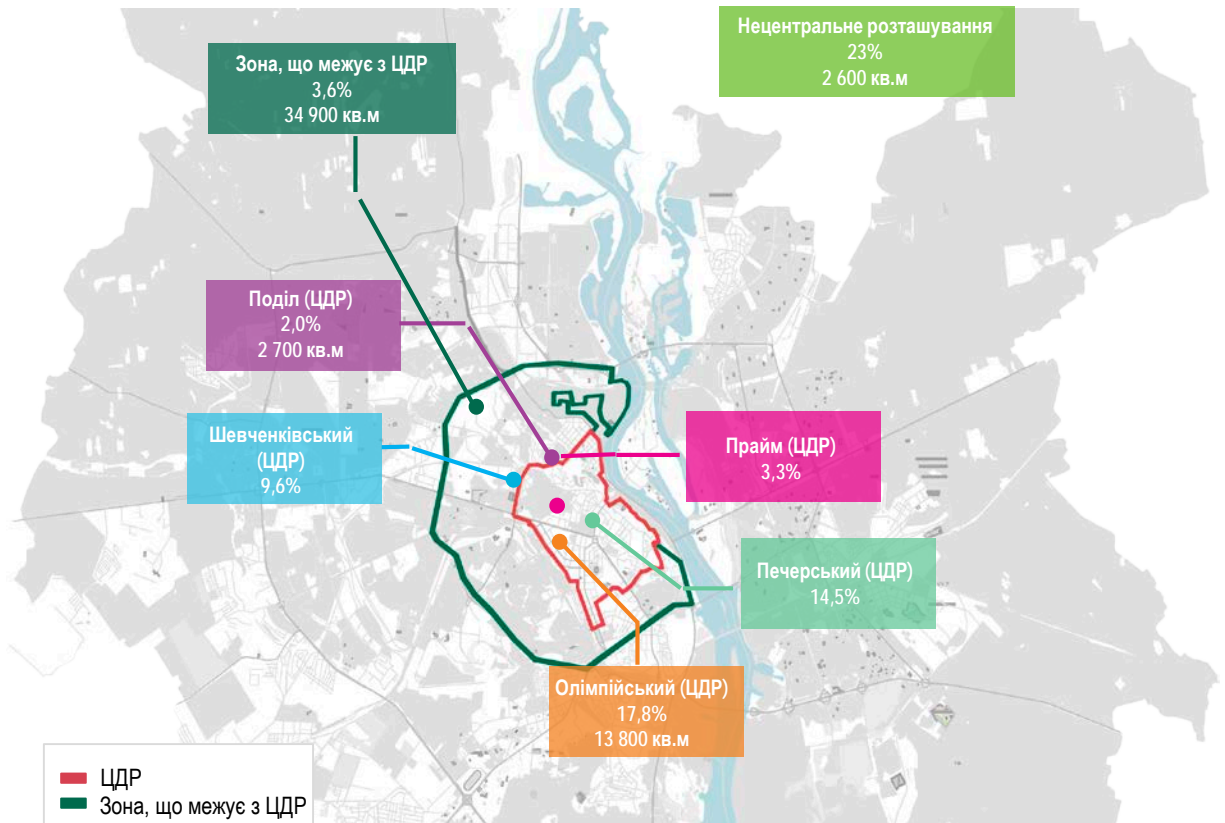 Нецентральне розташування
23%
2 600 кв.м
Зона, що межує з ЦДР
3,6%
34 900 кв.м
Поділ (ЦДР)
2,0%
2 700 кв.м
Шевченківський
(ЦДР)
9,6%
Прайм (ЦДР)
3,3%
Печерський (ЦДР)
14,5%
Олімпійський (ЦДР)
17,8%
13 800 кв.м
ЦДР
Зона, що межує з ЦДР